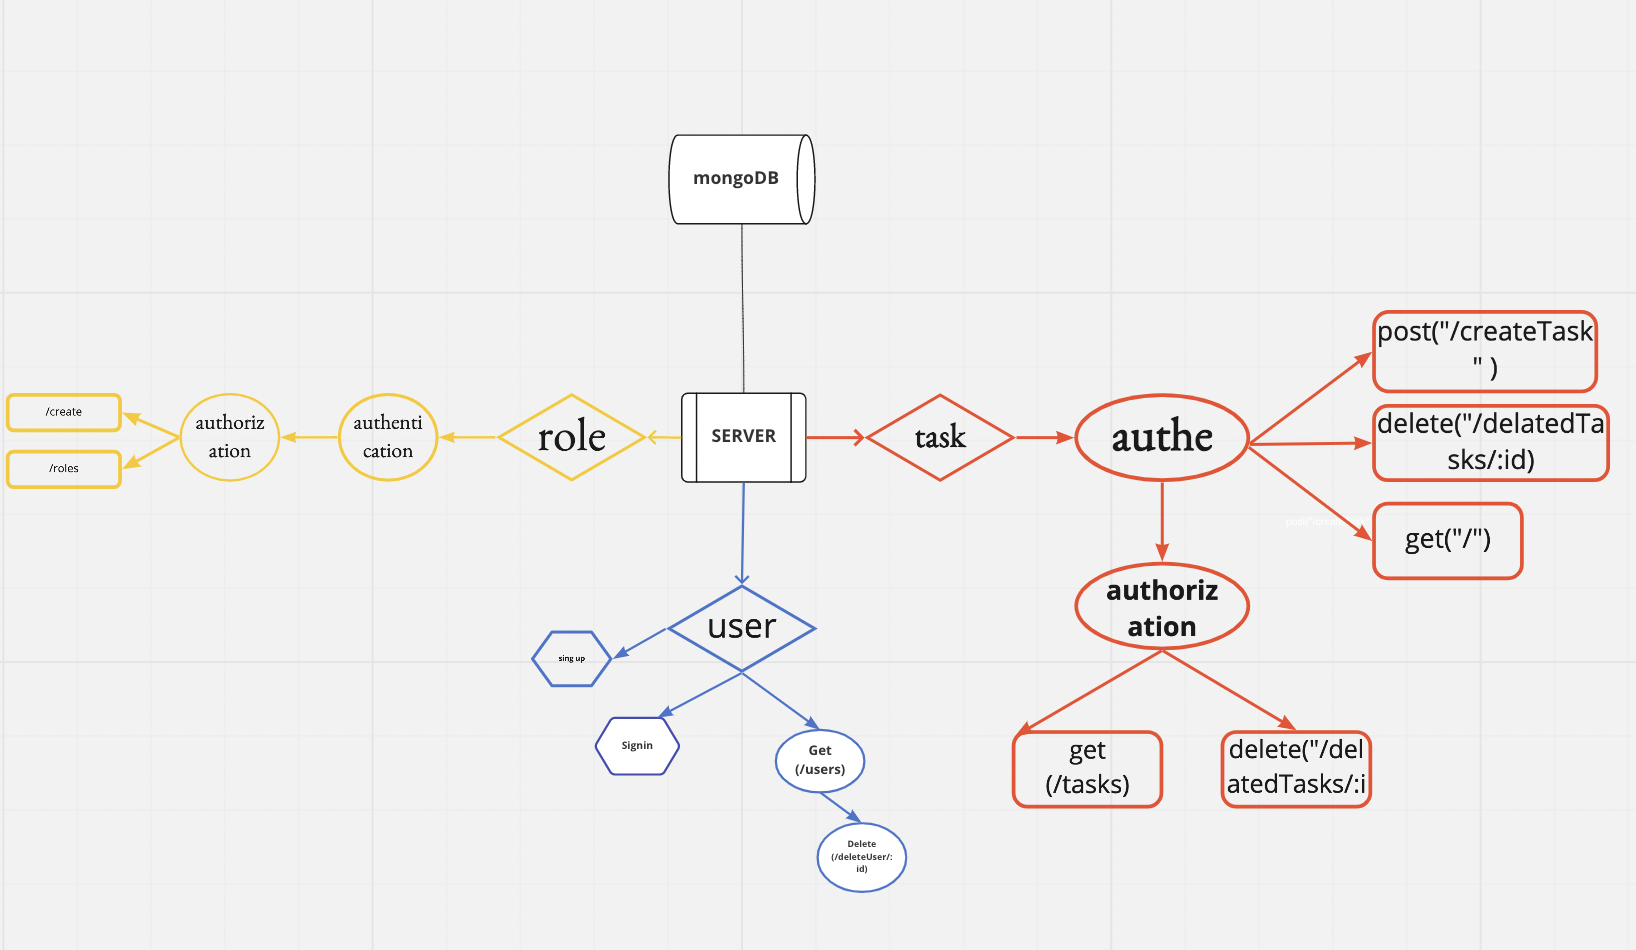 mongoDB
SERVER
role
authenti
cation
authoriz
ation
/create
/roles
task
authe
post("/createTask
" )
delete("/delatedTa
sks/:id)
get("/")
authoriz
ation
get
(/tasks)
delete("/del
atedTasks/:i
user
sing up
Signin
Get
(/users)
Delete
(/deleteUser/:
id)